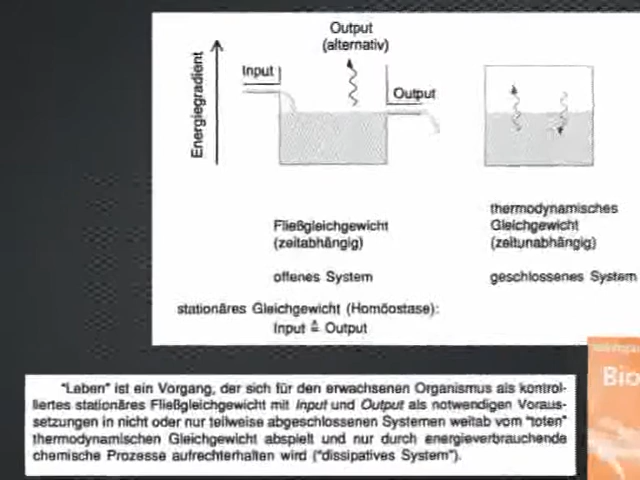 Output
(alternativ)
Input
Output
Energiegradient
Fließgleichgewicht
(zeitabhängig)
offenes System
thermodynamisches
Gleichgewicht
(zeitunabhängig)
geschlossenes System
stationäres Gleichgewicht (Homöostase):
Input ≙ Output
"Leben" ist ein Vorgang, der sich für den erwachsenen Organismus als kontrol-
liertes stationäres Fließgleichgewicht mit Input und Output als notwendigen Voraus-
setzungen in nicht oder nur teilweise abgeschlossenen Systemen weitab vom "toten"
thermodynamischen Gleichgewicht abspielt und nur durch energieverbrauchende
chemische Prozesse aufrechterhalten wird ("dissipatives System").
Bio